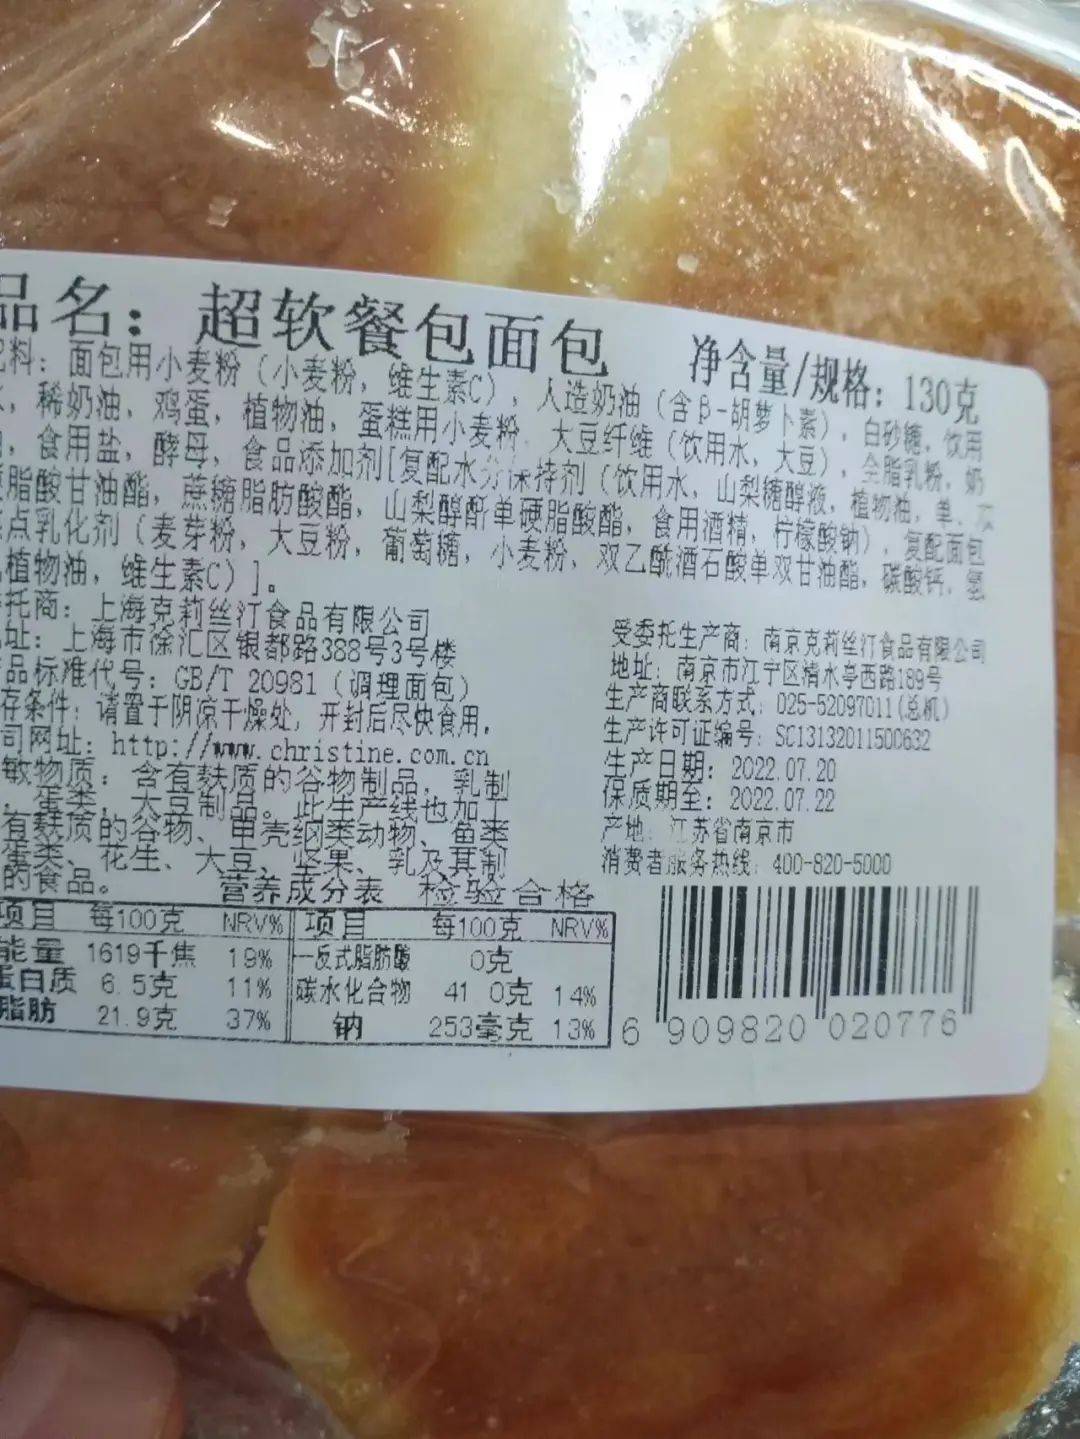 品名：超软餐包面包 净含量/规格：130克
料：面包用小麦粉（小麦粉，维生素C），人造奶油（含β-胡萝卜素），白砂糖，饮用
，稀奶油，鸡蛋，植物油，蛋糕用小麦粉，大豆纤维（饮用水，大豆），全脂乳粉，奶
，食用盐，酵母，食品添加剂[复配水分保持剂（饮用水，山梨糖醇液，植物油，单、
脂酸甘油酯，蔗糖脂肪酸酯，山梨醇酐单硬脂酸酯，食用酒精，柠檬酸钠），复配面包
点乳化剂（麦芽粉，大豆粉，葡萄糖，小麦粉，双乙酰酒石酸单双甘油酯，碳酸钙，氢
植物油，维生素C）]。
托商：上海克莉丝汀食品有限公司
址：上海市徐汇区银都路388号3号楼
品标准代号：GB/T 20981（调理面包）
存条件：请置于阴凉干燥处，开封后尽快食用，
司网址：http://www.christine.com.cn
敏物质：含有麸质的谷物制品，乳制
，蛋类，大豆制品。此生产线也加工
有麸质的谷物、甲壳纲类动物、鱼类
蛋类、花生、大豆、坚果、乳及其制
的食品。
受委托生产商：南京克莉丝汀食品有限公司
地址：南京市江宁区清水亭西路189号
生产商联系方式：025-52097011(总机)
生产许可证编号：SC13132011500632
生产日期：2022.07.20
保质期至：2022.07.22
产地：江苏省南京市
消费者服务热线：400-820-5000
营养成分表 检验合格
项目 每100克 NRV% 项目 每100克 NRV%
能量 1619千焦 19% —反式脂肪酸 0克
蛋白质 6.5克 11% 碳水化合物 41.0克 14%
脂肪 21.9克 37% 钠 253毫克 13%
6 909820 020776